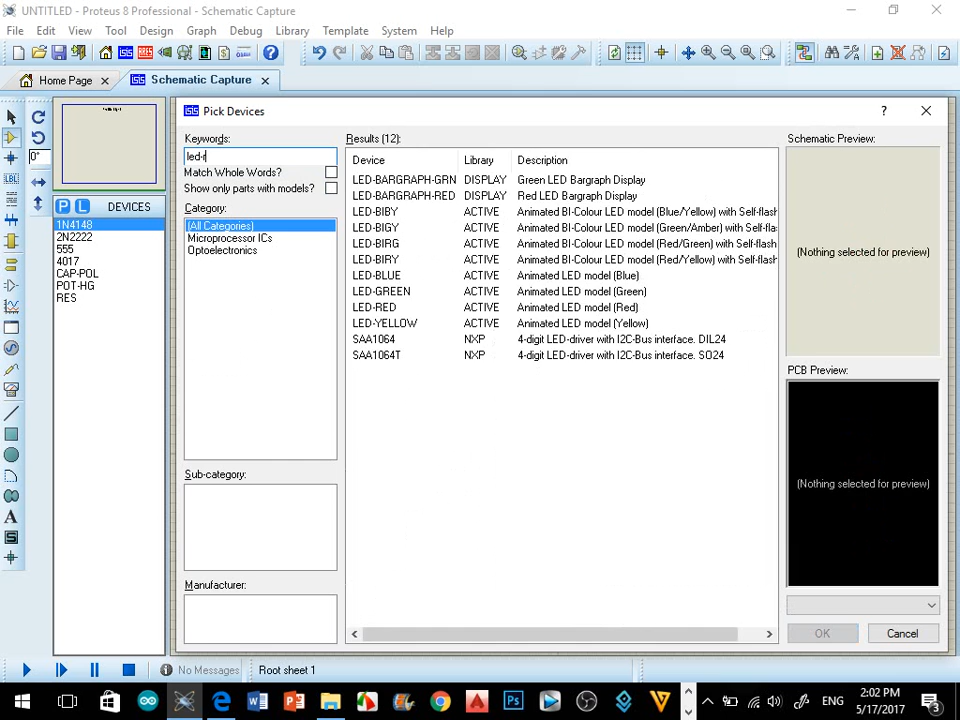 UNTITLED - Proteus 8 Professional - Schematic Capture
File Edit View Tool Design Graph Debug Library Template System Help
Home Page Schematic Capture
Pick Devices
Keywords:
led-r
Match Whole Words?
Show only parts with models?
Category:
(All Categories)
Microprocessor ICs
Optoelectronics
Sub-category:
Manufacturer:
Results (12):
Device Library Description
LED-BARGRAPH-GRN DISPLAY Green LED Bargraph Display
LED-BARGRAPH-RED DISPLAY Red LED Bargraph Display
LED-BIBY ACTIVE Animated BI-Colour LED model (Blue/Yellow) with Self-flash
LED-BIGY ACTIVE Animated BI-Colour LED model (Green/Amber) with Self-fla
LED-BIRG ACTIVE Animated BI-Colour LED model (Red/Green) with Self-flash
LED-BIRY ACTIVE Animated BI-Colour LED model (Red/Yellow) with Self-flash
LED-BLUE ACTIVE Animated LED model (Blue)
LED-GREEN ACTIVE Animated LED model (Green)
LED-RED ACTIVE Animated LED model (Red)
LED-YELLOW ACTIVE Animated LED model (Yellow)
SAA1064 NXP 4-digit LED-driver with I2C-Bus interface. DIL24
SAA1064T NXP 4-digit LED-driver with I2C-Bus interface. SO24
Schematic Preview:
(Nothing selected for preview)
PCB Preview:
(Nothing selected for preview)
OK Cancel
0°
LBL
A
P L DEVICES
1N4148
2N2222
555
4017
CAP-POL
POT-HG
RES
No Messages Root sheet 1
ENG
2:02 PM
5/17/2017
3